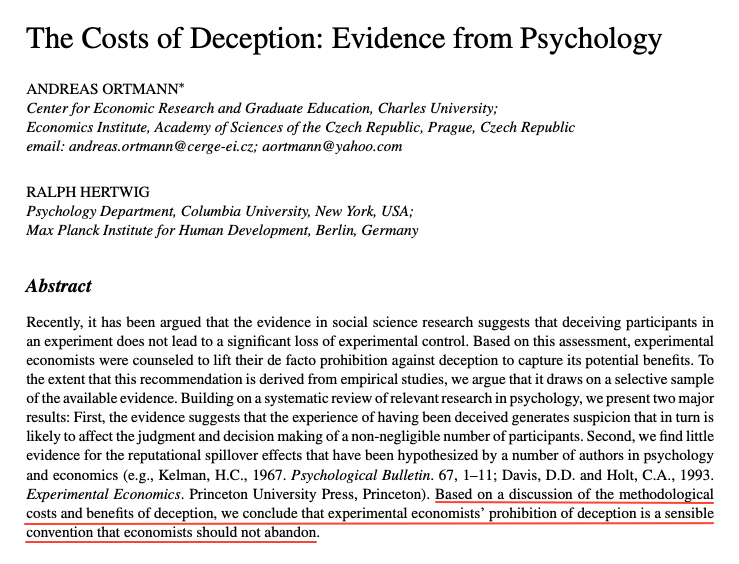 The Costs of Deception: Evidence from Psychology
ANDREAS ORTMANN*
Center for Economic Research and Graduate Education, Charles University;
Economics Institute, Academy of Sciences of the Czech Republic, Prague, Czech Republic
email: andreas.ortmann@cerge-ei.cz; aortmann@yahoo.com
RALPH HERTWIG
Psychology Department, Columbia University, New York, USA;
Max Planck Institute for Human Development, Berlin, Germany
Abstract
Recently, it has been argued that the evidence in social science research suggests that deceiving participants in
an experiment does not lead to a significant loss of experimental control. Based on this assessment, experimental
economists were counseled to lift their de facto prohibition against deception to capture its potential benefits. To
the extent that this recommendation is derived from empirical studies, we argue that it draws on a selective sample
of the available evidence. Building on a systematic review of relevant research in psychology, we present two major
results: First, the evidence suggests that the experience of having been deceived generates suspicion that in turn is
likely to affect the judgment and decision making of a non-negligible number of participants. Second, we find little
evidence for the reputational spillover effects that have been hypothesized by a number of authors in psychology
and economics (e.g., Kelman, H.C., 1967. Psychological Bulletin. 67, 1–11; Davis, D.D. and Holt, C.A., 1993.
Experimental Economics. Princeton University Press, Princeton). Based on a discussion of the methodological
costs and benefits of deception, we conclude that experimental economists' prohibition of deception is a sensible
convention that economists should not abandon.